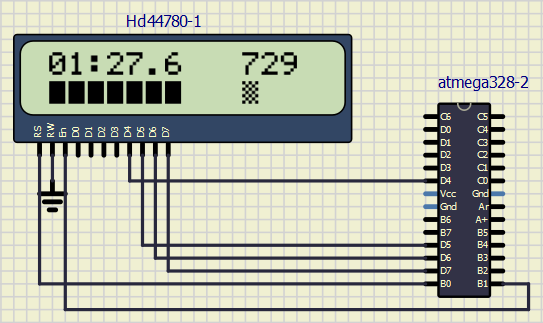 Hd44780-1
01:27.6 729
RS RW En D0 D1 D2 D3 D4 D5 D6 D7
atmega328-2
C6 C5
D0 C4
D1 C3
D2 C2
D3 C1
D4 C0
Vcc Gnd
Gnd Ar
B6 A+
B7 B5
D5 B4
D6 B3
D7 B2
B0 B1